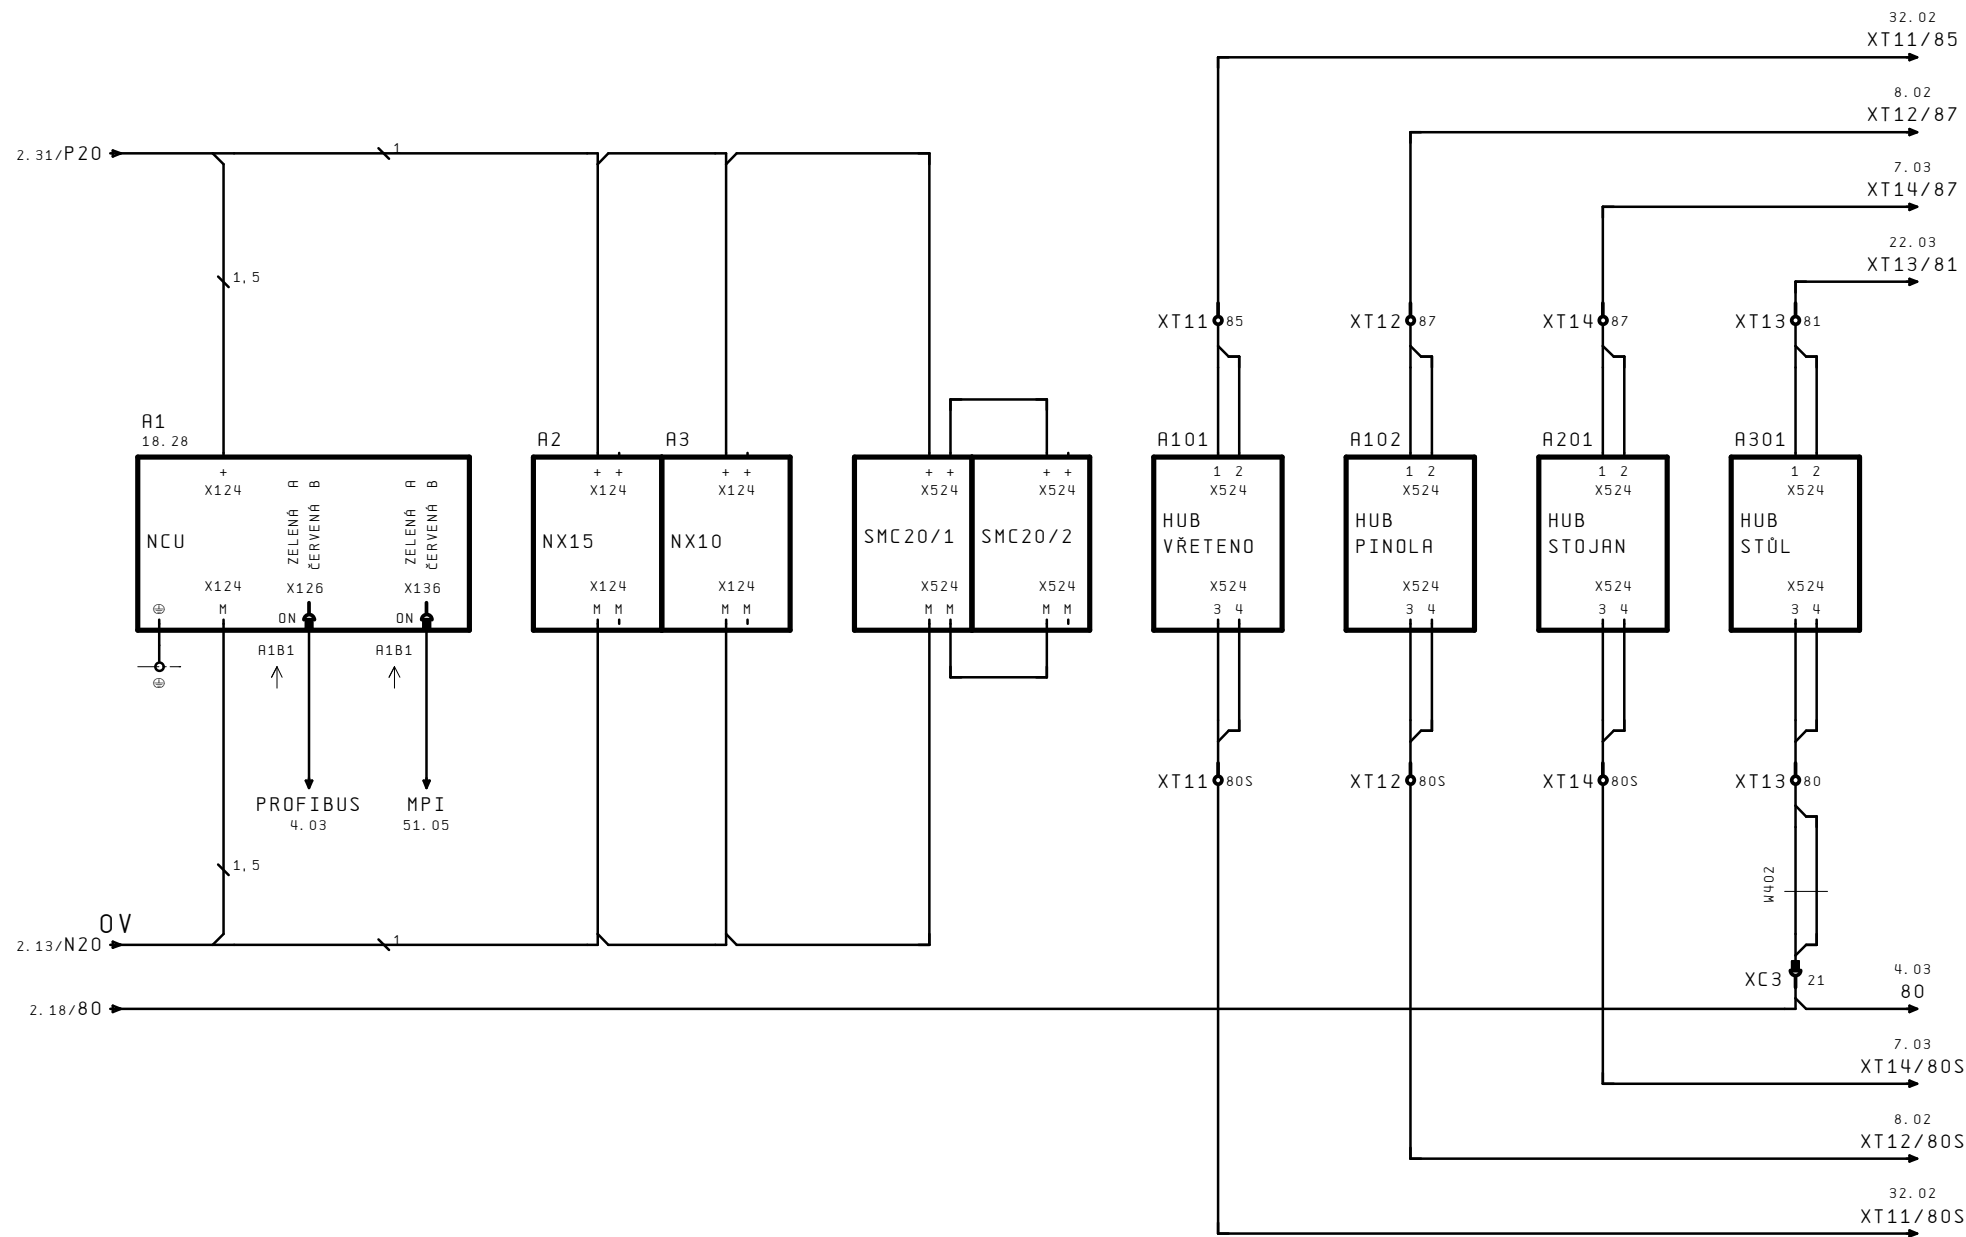 32.02
XT11/85
8.02
XT12/87
7.03
XT14/87
22.03
XT13/81
2.31/P20
1
1,5
XT11 85
XT12 87
XT14 87
XT13 81
A1
18.28
A2
A3
A101
A102
A201
A301
+
X124
ZELENÁ A
ČERVENÁ B
ZELENÁ A
ČERVENÁ B
NCU
X124
M
X126
ON
X136
ON
A1B1
A1B1
+ +
X124
NX15
X124
M M
+ +
X124
NX10
X124
M M
+ +
X524
SMC20/1
X524
M M
+ +
X524
SMC20/2
X524
M M
1 2
X524
HUB
VŘETENO
X524
3 4
1 2
X524
HUB
PINOLA
X524
3 4
1 2
X524
HUB
STOJAN
X524
3 4
1 2
X524
HUB
STŮL
X524
3 4
PROFIBUS
4.03
MPI
51.05
XT11 80S
XT12 80S
XT14 80S
XT13 80
1,5
W402
0V
2.13/N20
1
XC3 21
2.18/80
4.03
80
7.03
XT14/80S
8.02
XT12/80S
32.02
XT11/80S